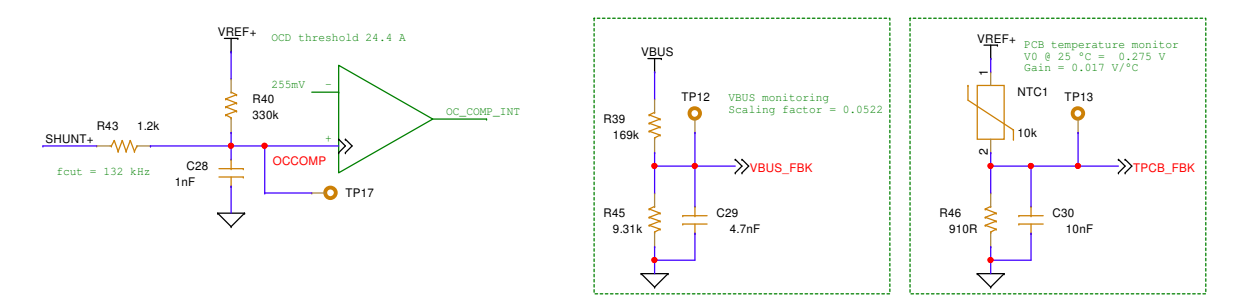 VREF+
OCD threshold 24.4 A
255mV
-
R40
330k
OC_COMP_INT
R43 1.2k
SHUNT+
+
OCCOMP
fcut = 132 kHz
C28
1nF
TP17
VBUS
TP12
VBUS monitoring
Scaling factor = 0.0522
R39
169k
VBUS_FBK
R45
9.31k
C29
4.7nF
VREF+
PCB temperature monitor
V0 @ 25 °C = 0.275 V
Gain = 0.017 V/°C
1
NTC1
TP13
10k
2
TPCB_FBK
R46
910R
C30
10nF